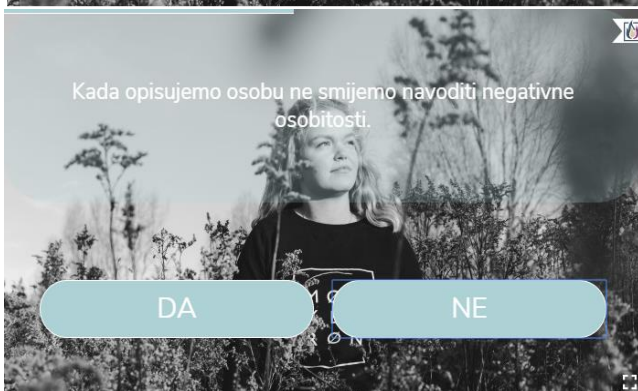 Kada opisujemo osobu ne smijemo navoditi negativne
osobitosti.
DA
NE